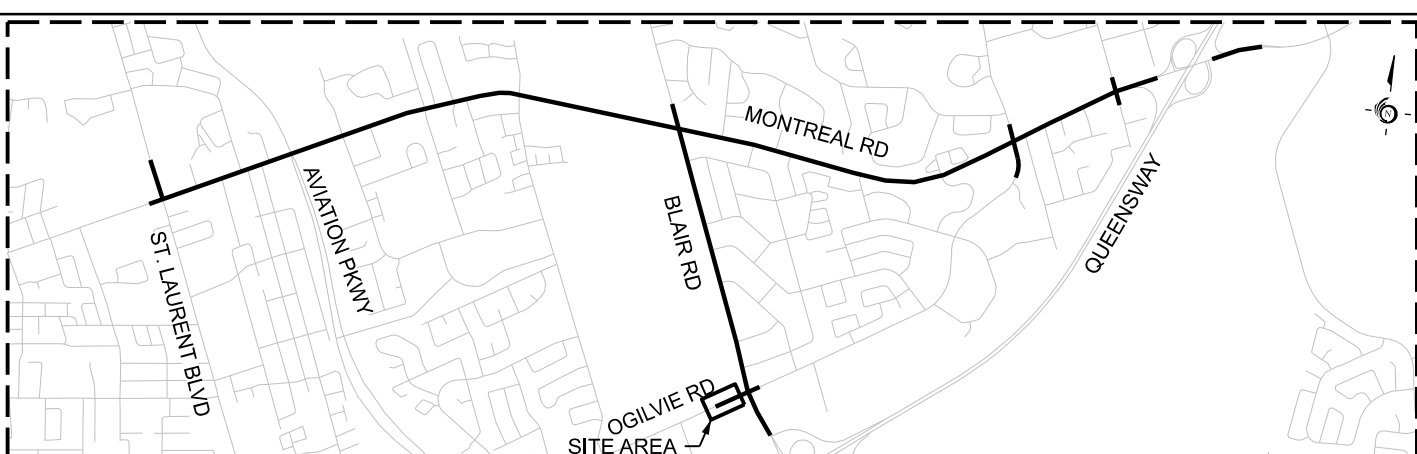 MONTREAL RD
N
AVIATION PKWY
BLAIR RD
QUEENSWAY
ST. LAURENT BLVD
OGILVIE RD
SITE AREA